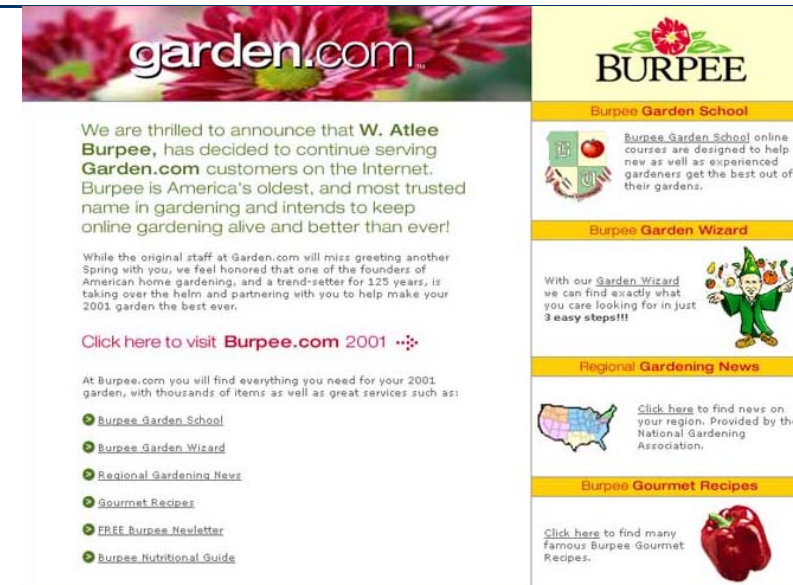 garden.com™
We are thrilled to announce that W. Atlee
Burpee, has decided to continue serving
Garden.com customers on the Internet.
Burpee is America's oldest, and most trusted
name in gardening and intends to keep
online gardening alive and better than ever!
While the original staff at Garden.com will miss greeting another
Spring with you, we feel honored that one of the founders of
American home gardening, and a trend-setter for 125 years, is
taking over the helm and partnering with you to help make your
2001 garden the best ever.
Click here to visit Burpee.com 2001
At Burpee.com you will find everything you need for your 2001
garden, with thousands of items as well as great services such as:
Burpee Garden School
Burpee Garden Wizard
Regional Gardening News
Gourmet Recipes
FREE Burpee Newletter
Burpee Nutritional Guide
BURPEE
Burpee Garden School
Burpee Garden School online
courses are designed to help
new as well as experienced
gardeners get the best out of
their gardens.
Burpee Garden Wizard
With our Garden Wizard
we can find exactly what
you care looking for in just
3 easy steps!!!
Regional Gardening News
Click here to find news on
your region. Provided by the
National Gardening
Association.
Burpee Gourmet Recipes
Click here to find many
famous Burpee Gourmet
Recipes.